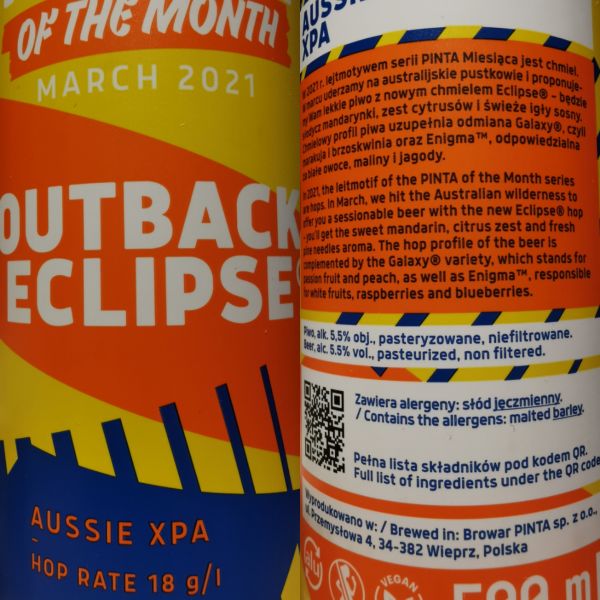 OF THE MONTH
MARCH 2021
OUTBACK
ECLIPSE
AUSSIE XPA
HOP RATE 18 g/l
AUSSIE
XPA
W 2021 r. lejtmotywem serii PINTA Miesiąca jest chmiel.
W marcu uderzamy na australijskie pustkowie i proponuje-
my Wam lekkie piwo z nowym chmielem Eclipse® - będzie
słodycz mandarynki, zest cytrusów i świeże igły sosny.
Chmielowy profil piwa uzupełnia odmiana Galaxy®, czyli
marakuja i brzoskwinia oraz Enigma™, odpowiedzialna
za białe owoce, maliny i jagody.
In 2021, the leitmotif of the PINTA of the Month series
are hops. In March, we hit the Australian wilderness to
offer you a sessionable beer with the new Eclipse® hop
- you'll get the sweet mandarin, citrus zest and fresh
pine needles aroma. The hop profile of the beer is
complemented by the Galaxy® variety, which stands for
passion fruit and peach, as well as Enigma™, responsible
for white fruits, raspberries and blueberries.
Piwo, alk. 5,5% obj., pasteryzowane, niefiltrowane.
Beer, alc. 5.5% vol., pasteurized, non filtered.
Zawiera alergeny: słód jęczmienny.
/ Contains the allergens: malted barley.
Pełna lista składników pod kodem QR.
Full list of ingredients under the QR code
Wyprodukowano w: / Brewed in: Browar PINTA sp. z o.o.,
ul. Przemysłowa 4, 34-382 Wieprz, Polska
alu
VEGAN
500 ml